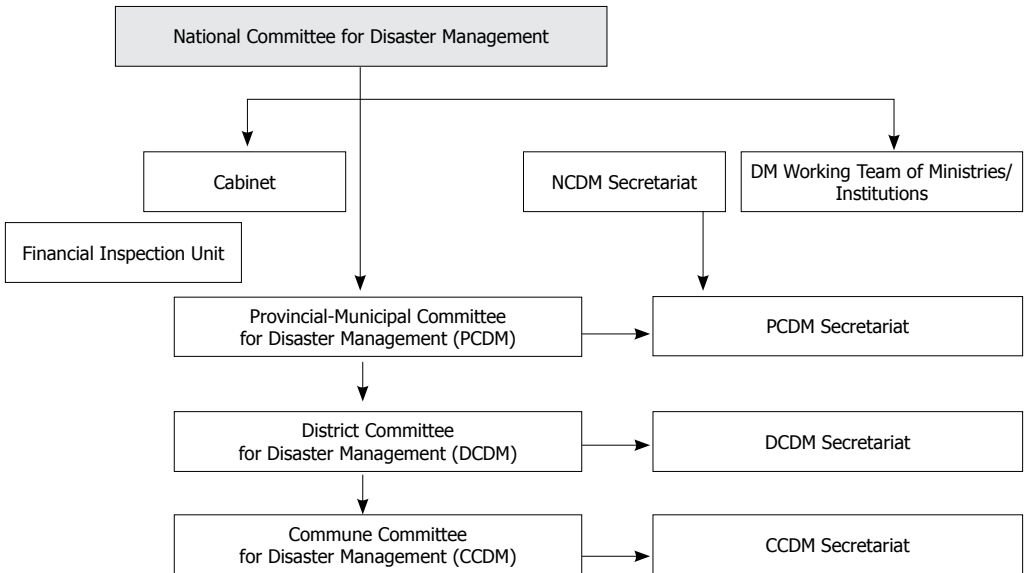 National Committee for Disaster Management
Cabinet
NCDM Secretariat
DM Working Team of Ministries/
Institutions
Financial Inspection Unit
Provincial-Municipal Committee
for Disaster Management (PCDM)
PCDM Secretariat
District Committee
for Disaster Management (DCDM)
DCDM Secretariat
Commune Committee
for Disaster Management (CCDM)
CCDM Secretariat